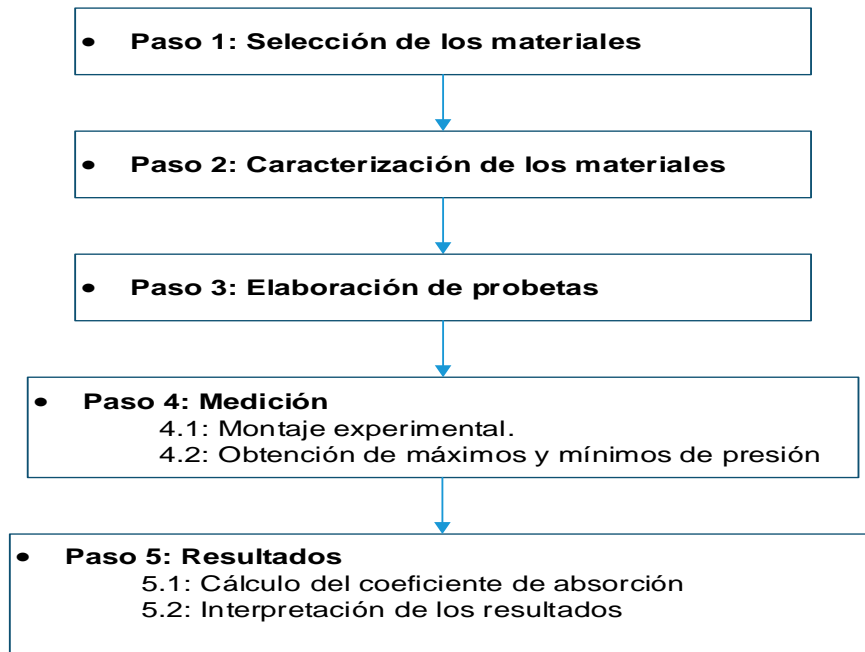 • Paso 1: Selección de los materiales
• Paso 2: Caracterización de los materiales
• Paso 3: Elaboración de probetas
• Paso 4: Medición
4.1: Montaje experimental.
4.2: Obtención de máximos y mínimos de presión
• Paso 5: Resultados
5.1: Cálculo del coeficiente de absorción
5.2: Interpretación de los resultados